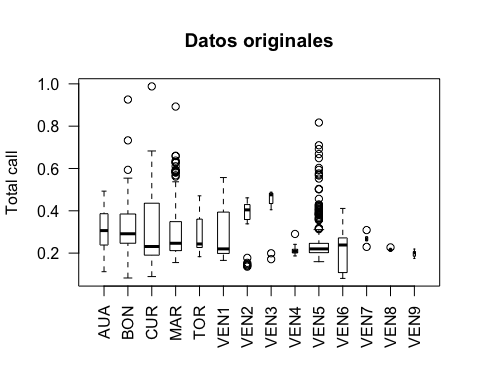 Datos originales
Total call
1.0
0.8
0.6
0.4
0.2
AUA
BON
CUR
MAR
TOR
VEN1
VEN2
VEN3
VEN4
VEN5
VEN6
VEN7
VEN8
VEN9